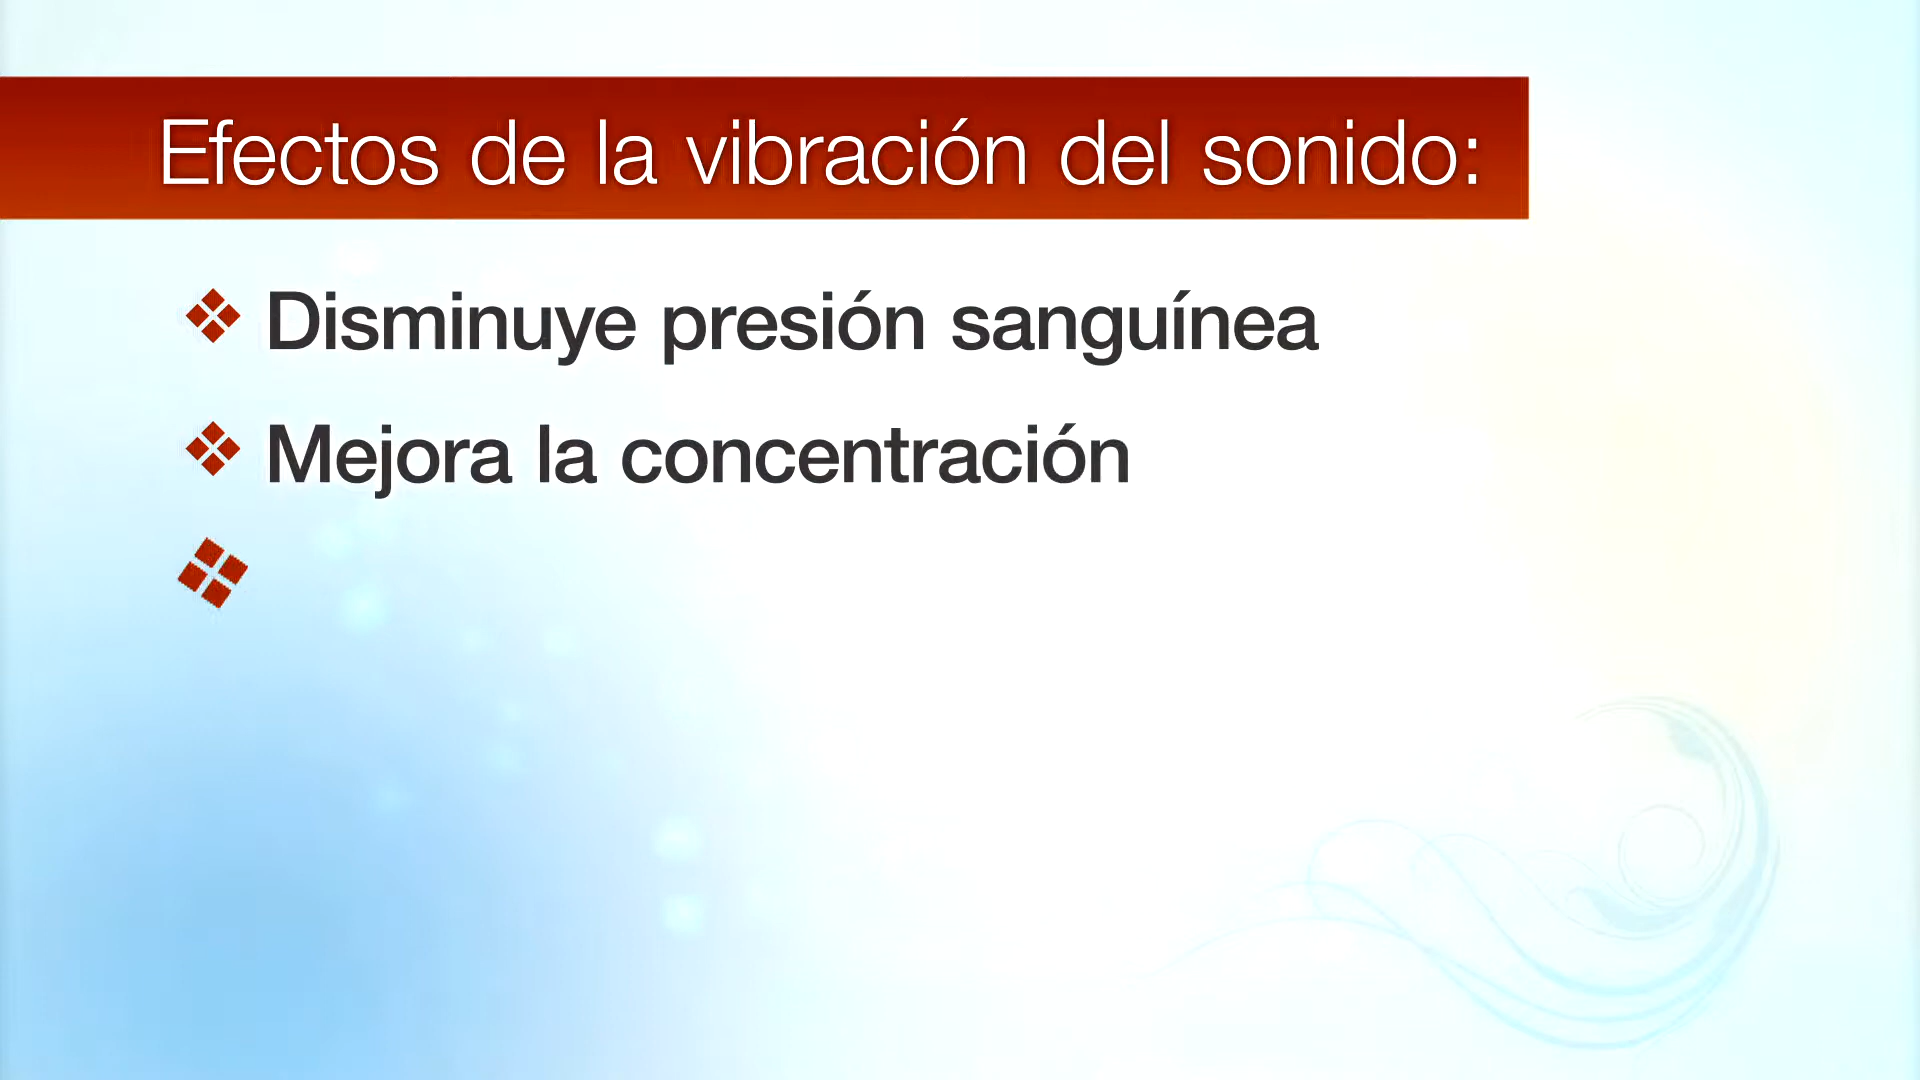 Efectos de la vibración del sonido:
❖ Disminuye presión sanguínea
❖ Mejora la concentración
❖